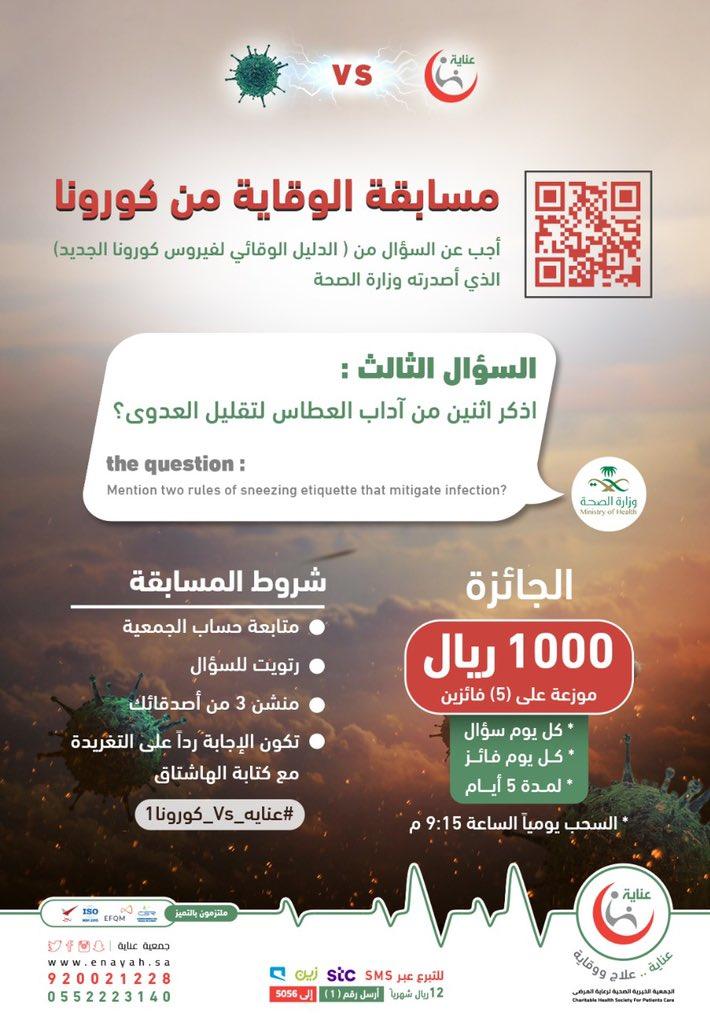 VS
عناية
مسابقة الوقاية من كورونا
أجب عن السؤال من ( الدليل الوقائي لفيروس كورونا الجديد)
الذي أصدرته وزارة الصحة
السؤال الثالث :
اذكر اثنين من آداب العطاس لتقليل العدوى؟
the question :
Mention two rules of sneezing etiquette that mitigate infection?
وزارة الصحة
Ministry of Health
الجائزة
1000 ريال
موزعة على (5) فائزين
* كل يوم سؤال
* كل يوم فائز
* لمدة 5 أيام
* السحب يومياً الساعة 9:15 م
شروط المسابقة
متابعة حساب الجمعية
رتويت للسؤال
منشن 3 من أصدقائك
تكون الإجابة رداً على التغريدة
مع كتابة الهاشتاق
#عنايه_Vs_كورونا1
عناية
عناية .. علاج ووقاية
الجمعية الخيرية الصحية لرعاية المرضى
Charitable Health Society For Patients Care
ملتزمون بالتميز
EFQM
ISO
جمعية عناية
www.enayah.sa
920021228
0552223140
للتبرع عبر SMS stc زين
12 ريال شهرياً أرسل رقم ( 1 ) إلى 5056